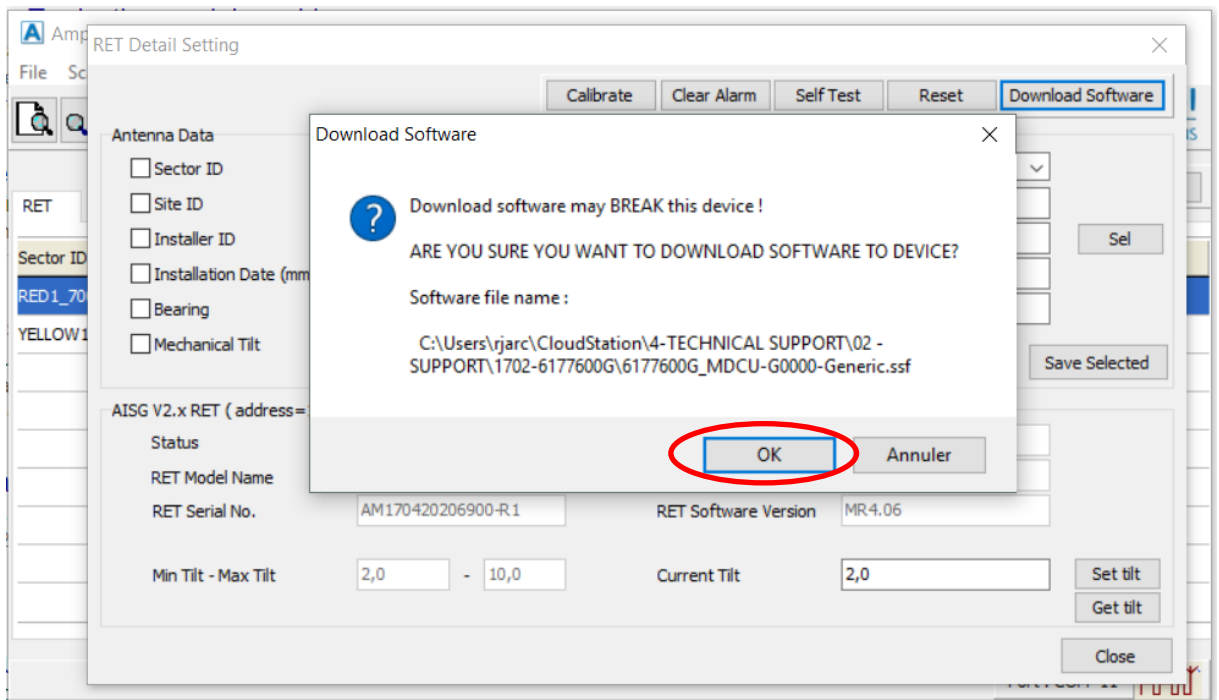 Amp
RET Detail Setting
File Sc
Calibrate Clear Alarm Self Test Reset Download Software
Antenna Data
Download Software
Sector ID
RET
Site ID
Download software may BREAK this device !
Installer ID
Sel
Sector ID
ARE YOU SURE YOU WANT TO DOWNLOAD SOFTWARE TO DEVICE?
Installation Date (mm
RED1_70
Software file name :
Bearing
YELLOW1
Mechanical Tilt
C:\Users\rjarc\CloudStation\4-TECHNICAL SUPPORT\02 -
SUPPORT\1702-6177600G\6177600G_MDCU-G0000-Generic.ssf
Save Selected
AISG V2.x RET ( address=
Status
OK Annuler
RET Model Name
RET Serial No. AM170420206900-R1 RET Software Version MR4.06
Min Tilt - Max Tilt 2,0 - 10,0 Current Tilt 2,0 Set tilt
Get tilt
Close